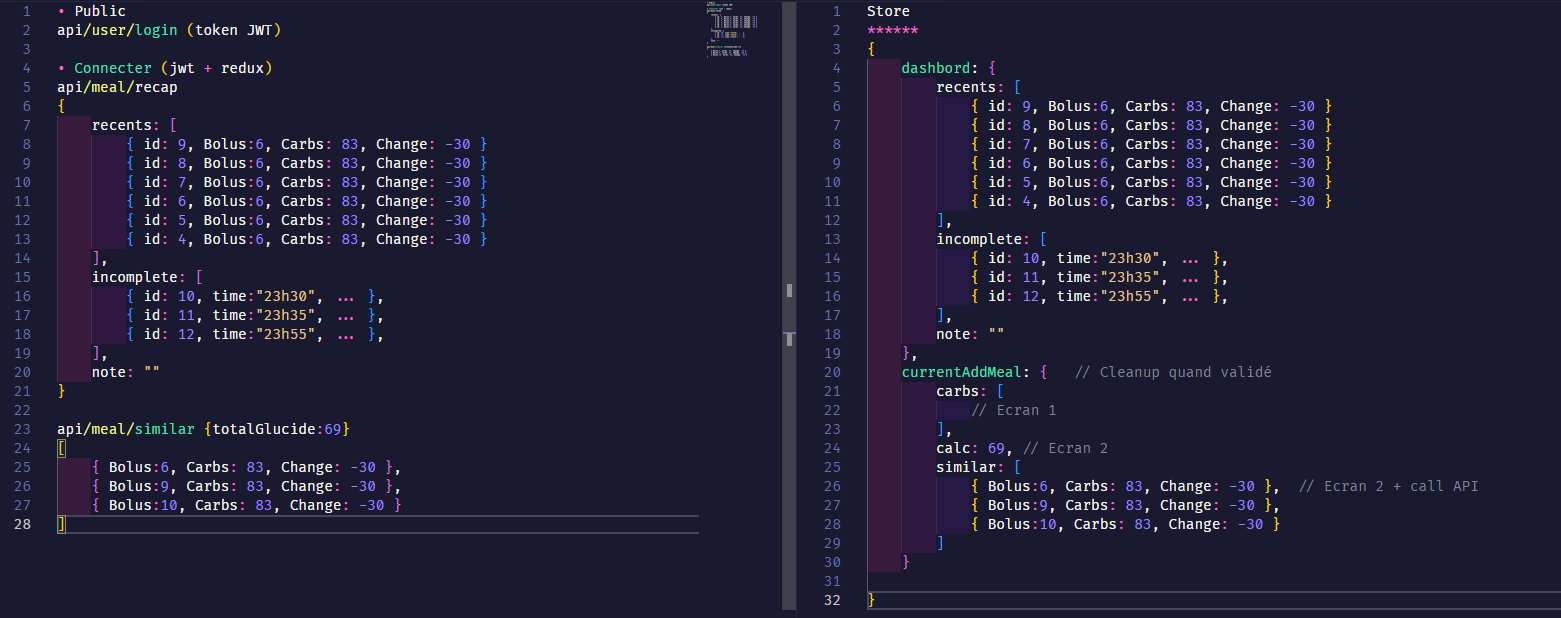 • Public
api/user/login (token JWT)
• Connecter (jwt + redux)
api/meal/recap
{
recents: [
{ id: 9, Bolus:6, Carbs: 83, Change: -30 }
{ id: 8, Bolus:6, Carbs: 83, Change: -30 }
{ id: 7, Bolus:6, Carbs: 83, Change: -30 }
{ id: 6, Bolus:6, Carbs: 83, Change: -30 }
{ id: 5, Bolus:6, Carbs: 83, Change: -30 }
{ id: 4, Bolus:6, Carbs: 83, Change: -30 }
],
incomplete: [
{ id: 10, time:"23h30", ... },
{ id: 11, time:"23h35", ... },
{ id: 12, time:"23h55", ... },
],
note: ""
}
api/meal/similar {totalGlucide:69}
[
{ Bolus:6, Carbs: 83, Change: -30 },
{ Bolus:9, Carbs: 83, Change: -30 },
{ Bolus:10, Carbs: 83, Change: -30 }
]
Store
******
{
dashbord: {
recents: [
{ id: 9, Bolus:6, Carbs: 83, Change: -30 }
{ id: 8, Bolus:6, Carbs: 83, Change: -30 }
{ id: 7, Bolus:6, Carbs: 83, Change: -30 }
{ id: 6, Bolus:6, Carbs: 83, Change: -30 }
{ id: 5, Bolus:6, Carbs: 83, Change: -30 }
{ id: 4, Bolus:6, Carbs: 83, Change: -30 }
],
incomplete: [
{ id: 10, time:"23h30", ... },
{ id: 11, time:"23h35", ... },
{ id: 12, time:"23h55", ... },
],
note: ""
},
currentAddMeal: { // Cleanup quand validé
carbs: [
// Ecran 1
],
calc: 69, // Ecran 2
similar: [
{ Bolus:6, Carbs: 83, Change: -30 }, // Ecran 2 + call API
{ Bolus:9, Carbs: 83, Change: -30 },
{ Bolus:10, Carbs: 83, Change: -30 }
]
}
}